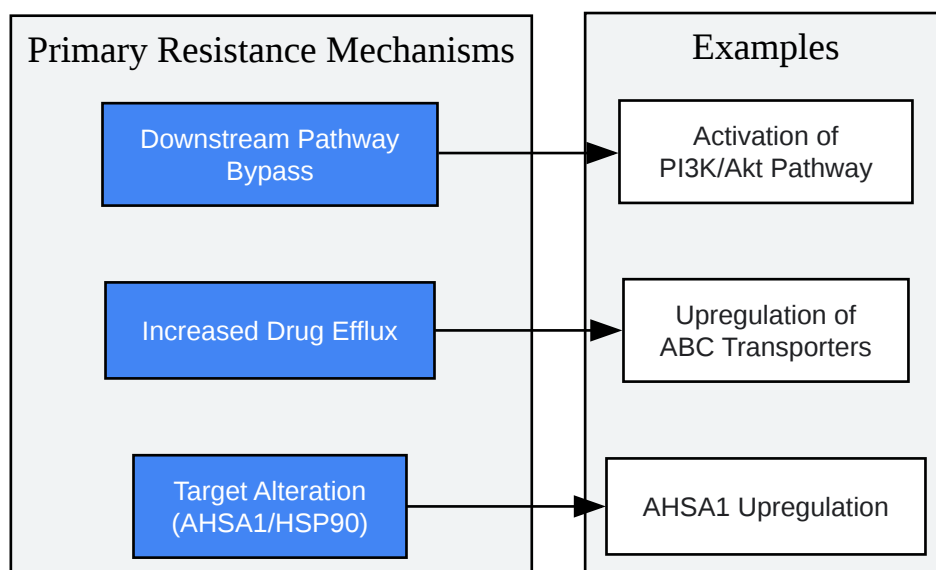 Primary Resistance Mechanisms
Downstream Pathway
Bypass
Increased Drug Efflux
Target Alteration
(AHSA1/HSP90)
Examples
Activation of
PI3K/Akt Pathway
Upregulation of
ABC Transporters
AHSA1 Upregulation